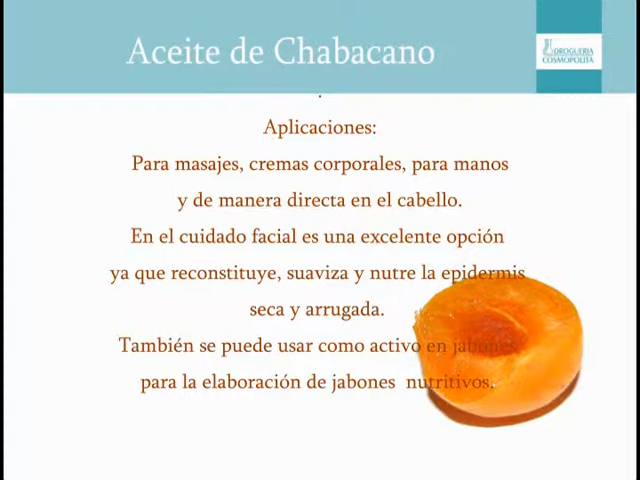 Aceite de Chabacano
DROGUERIA
COSMOPOLITA
Aplicaciones:
Para masajes, cremas corporales, para manos
y de manera directa en el cabello.
En el cuidado facial es una excelente opción
ya que reconstituye, suaviza y nutre la epidermis
seca y arrugada.
También se puede usar como activo en jabones
para la elaboración de jabones  nutritivos.